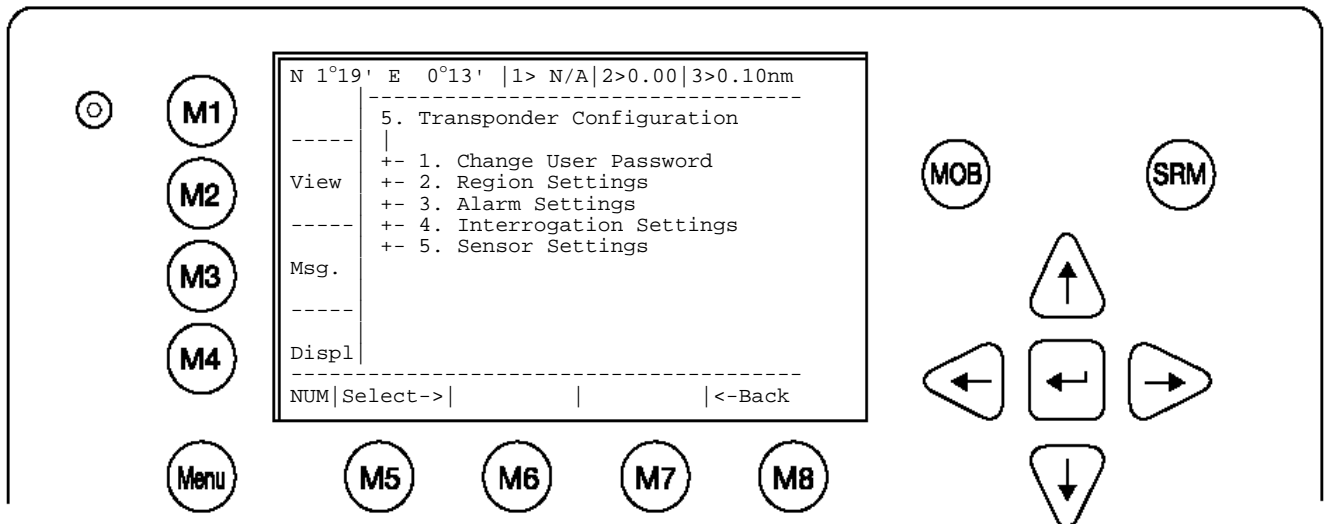 N 1°19' E 0°13' |1> N/A|2>0.00|3>0.10nm
5. Transponder Configuration
+- 1. Change User Password
View +- 2. Region Settings
+- 3. Alarm Settings
+- 4. Interrogation Settings
+- 5. Sensor Settings
Msg.
Displ
NUM|Select->| | |<-Back
M1
M2
M3
M4
Menu
M5
M6
M7
M8
MOB
SRM